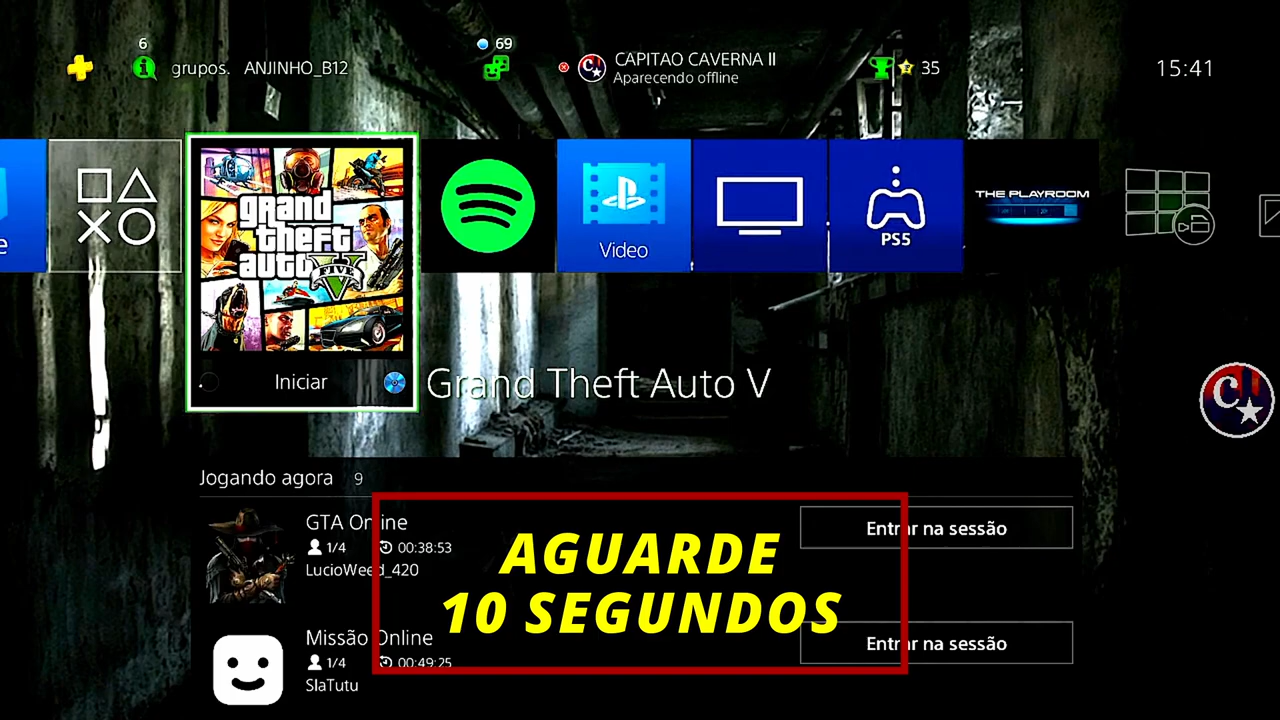 6
grupos. ANJINHO_B12
69
CAPITAO CAVERNA II
Aparecendo offline
35
15:41
e
grand
theft
auto
FIVE
V
Video
PS5
THE PLAYROOM
Iniciar
Grand Theft Auto V
C
Jogando agora 9
GTA Online
1/4 00:38:53
LucioWeed_420
Entrar na sessão
AGUARDE
10 SEGUNDOS
Missão Online
1/4 00:49:25
SlaTutu
Entrar na sessão